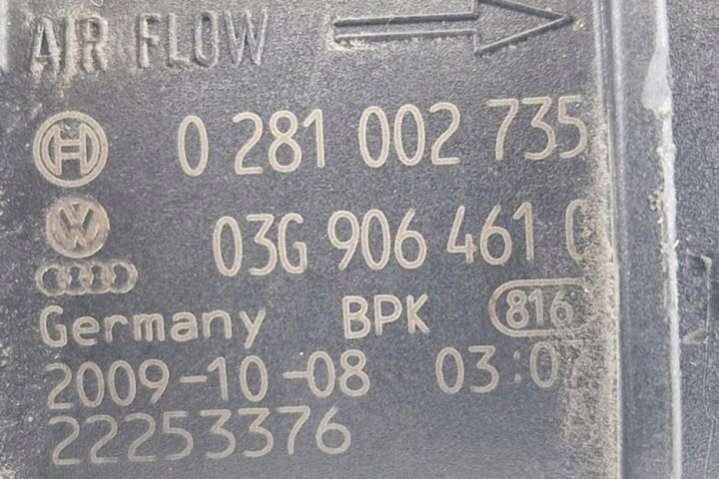 AIR FLOW
0 281 002 735
03G 906 461
Germany BPK 816
2009-10-08
22253376